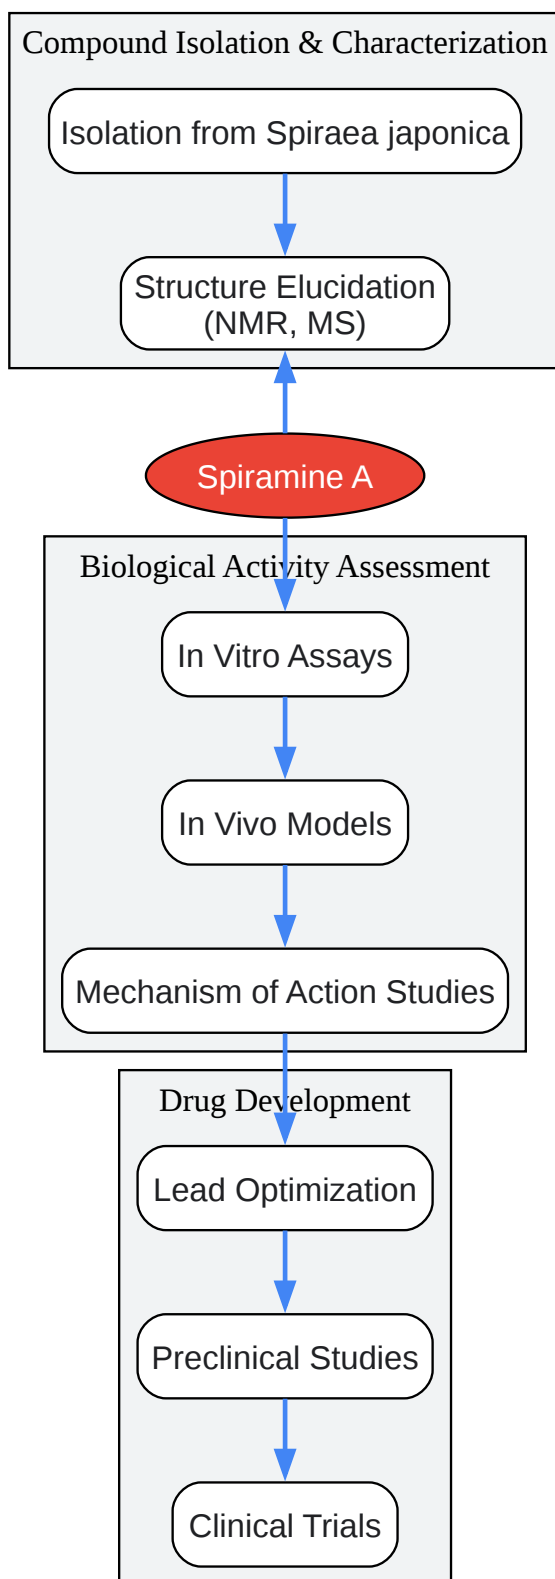 Compound Isolation & Characterization
Isolation from Spiraea japonica
Structure Elucidation
(NMR, MS)
Spiramine A
Biological Activity Assessment
In Vitro Assays
In Vivo Models
Mechanism of Action Studies
Drug Development
Lead Optimization
Preclinical Studies
Clinical Trials